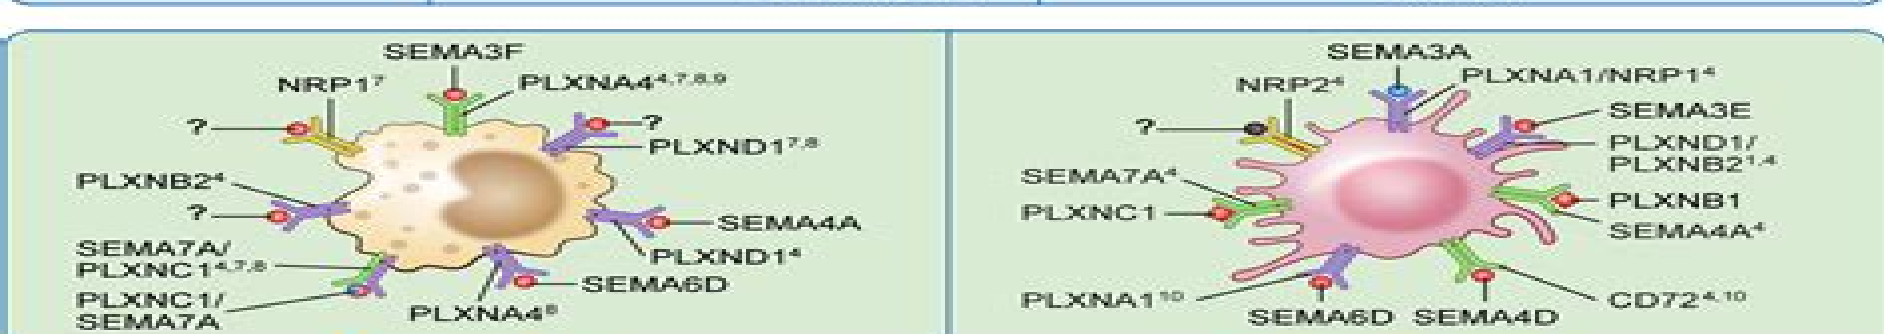 SEMA3F
NRP1⁷
PLXNA4⁴,⁷,⁸,⁹
?
?
PLXND1⁷,⁸
PLXNB2⁴
?
SEMA4A
SEMA7A/
PLXNC1⁴,⁷,⁸
PLXND1⁴
SEMA6D
PLXNC1/
SEMA7A
PLXNA4⁶
SEMA3A
NRP2⁴
PLXNA1/NRP1⁴
?
SEMA3E
PLXND1/
PLXNB2¹,⁴
SEMA7A⁴
PLXNC1
PLXNB1
SEMA4A⁴
PLXNA1¹⁰
CD72⁴,¹⁰
SEMA6D SEMA4D